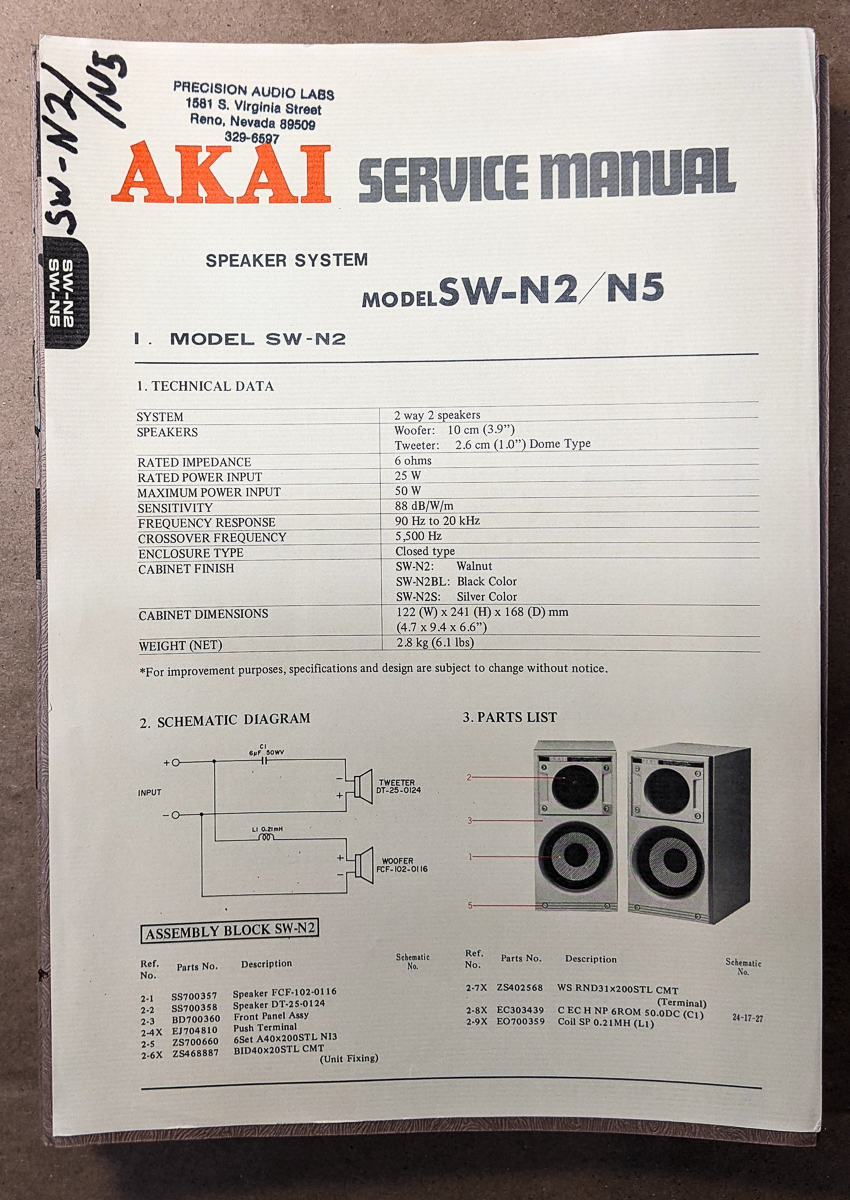 SW-N2/N5
PRECISION AUDIO LABS
1581 S. Virginia Street
Reno, Nevada 89509
329-6597
AKAI SERVICE MANUAL
SW-N2
SW-N5
SPEAKER SYSTEM
MODEL SW-N2/N5
I. MODEL SW-N2
1. TECHNICAL DATA
SYSTEM 2 way 2 speakers
SPEAKERS Woofer: 10 cm (3.9")
Tweeter: 2.6 cm (1.0") Dome Type
RATED IMPEDANCE 6 ohms
RATED POWER INPUT 25 W
MAXIMUM POWER INPUT 50 W
SENSITIVITY 88 dB/W/m
FREQUENCY RESPONSE 90 Hz to 20 kHz
CROSSOVER FREQUENCY 5,500 Hz
ENCLOSURE TYPE Closed type
CABINET FINISH SW-N2: Walnut
SW-N2BL: Black Color
SW-N2S: Silver Color
CABINET DIMENSIONS 122 (W) x 241 (H) x 168 (D) mm
(4.7 x 9.4 x 6.6")
WEIGHT (NET) 2.8 kg (6.1 lbs)
*For improvement purposes, specifications and design are subject to change without notice.
2. SCHEMATIC DIAGRAM
C1
6µF 50WV
+
INPUT
−
−
+
TWEETER
DT-25-0124
L1 0.21mH
+
−
WOOFER
FCF-102-0116
3. PARTS LIST
2
3
1
5
ASSEMBLY BLOCK SW-N2
Ref. No. Parts No. Description Schematic No.
2-1 SS700357 Speaker FCF-102-0116
2-2 SS700358 Speaker DT-25-0124
2-3 BD700360 Front Panel Assy
2-4X EJ704810 Push Terminal
2-5 ZS700660 6Set A40x200STL NI3
2-6X ZS468887 BID40x20STL CMT
(Unit Fixing)
Ref. No. Parts No. Description Schematic No.
2-7X ZS402568 WS RND31x200STL CMT
(Terminal)
2-8X EC303439 C EC H NP 6ROM 50.0DC (C1) 24-17-27
2-9X EO700359 Coil SP 0.21MH (L1)